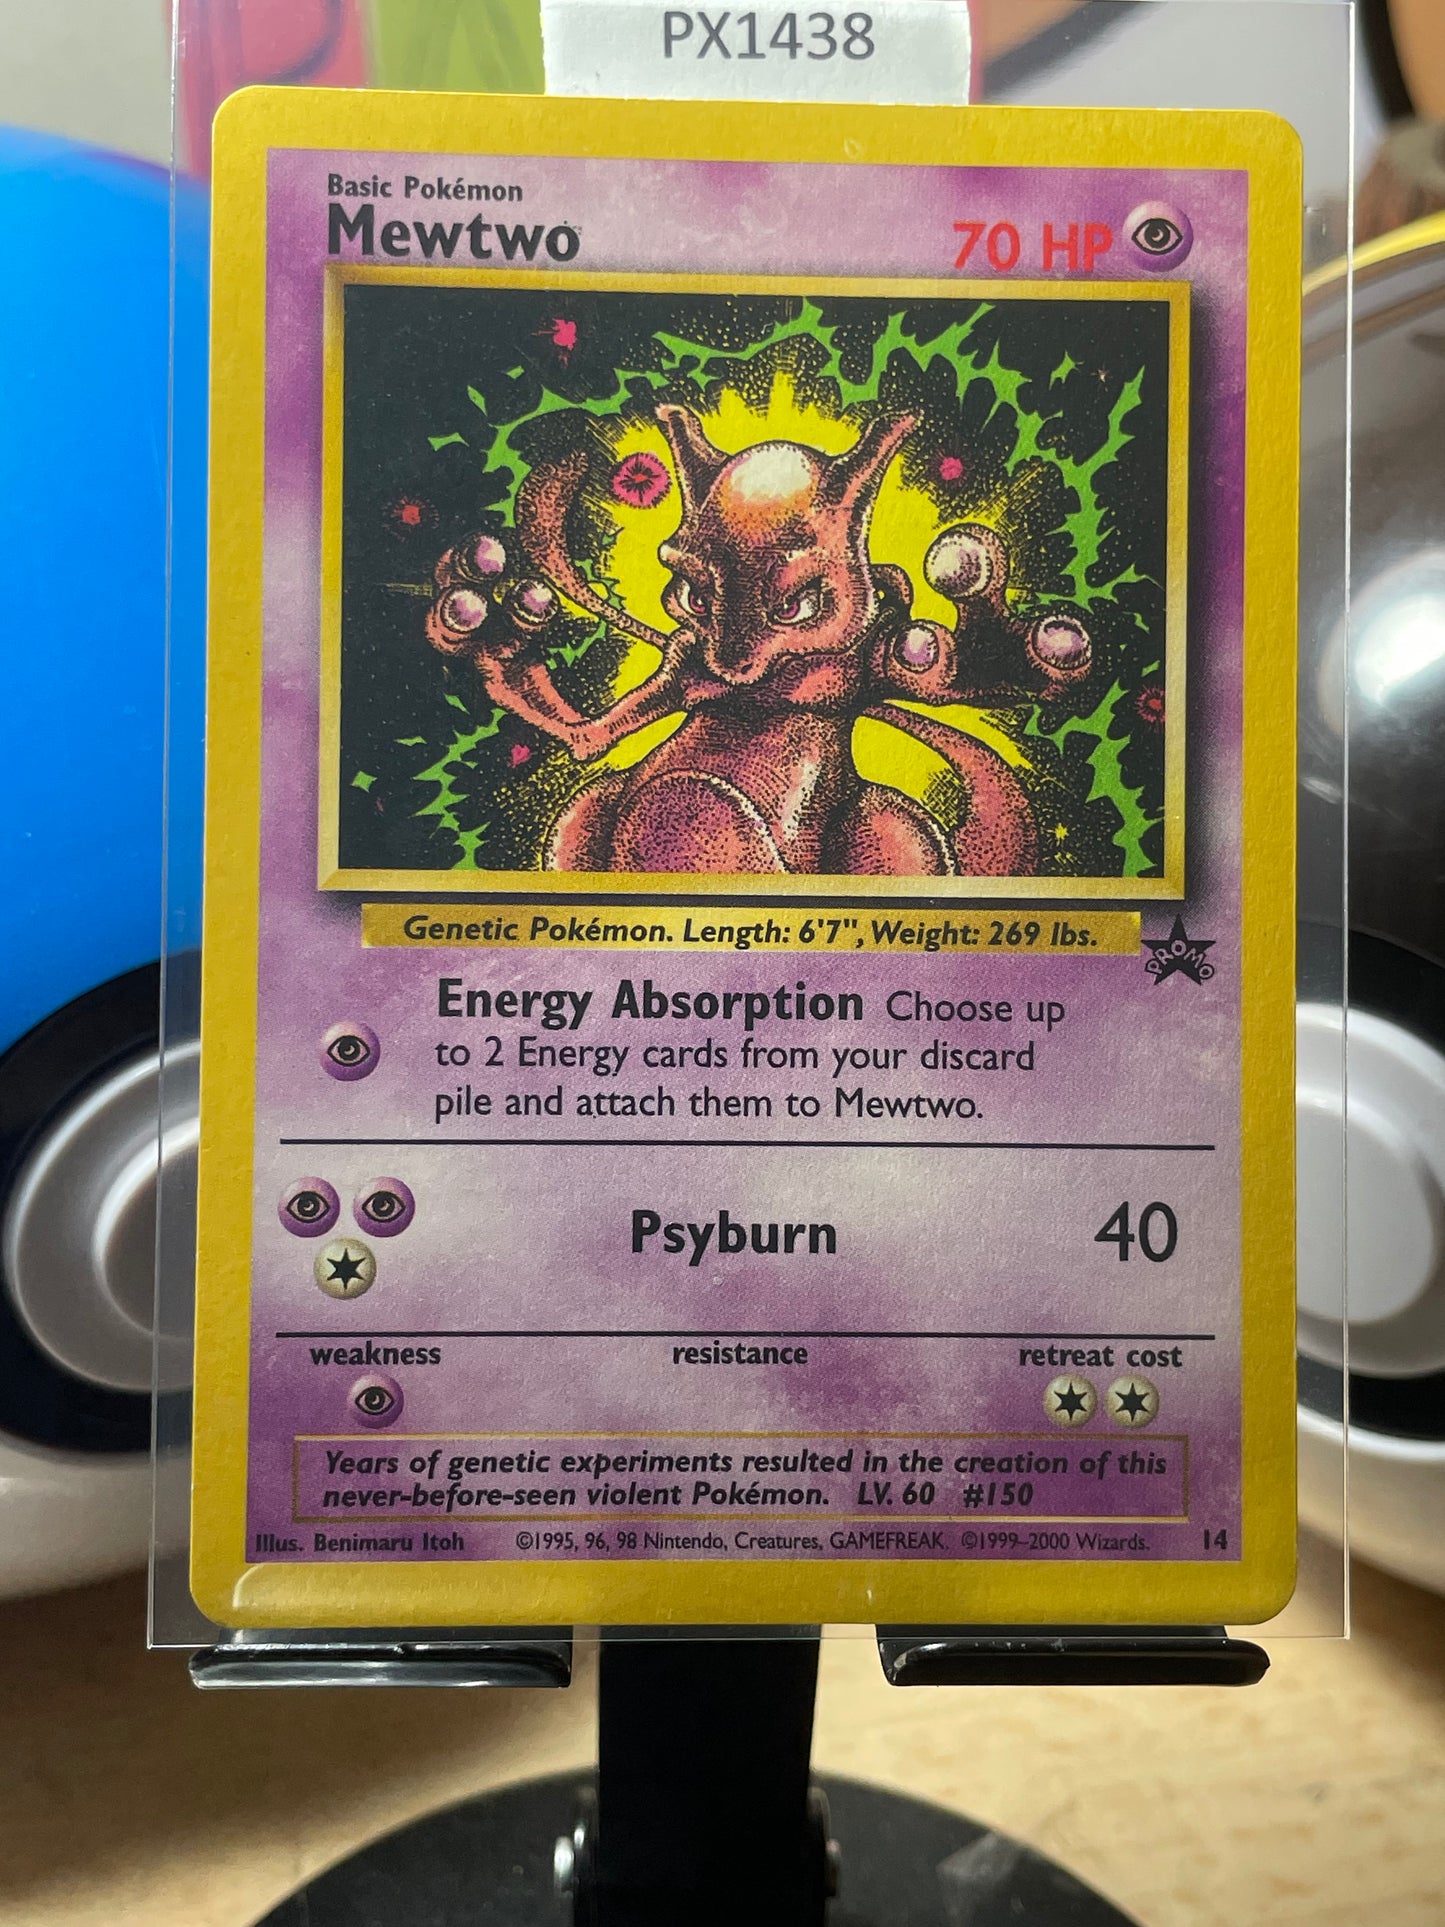 PX1438
Basic Pokémon
Mewtwo
70 HP
Genetic Pokémon. Length: 6'7", Weight: 269 lbs.
PROMO
Energy Absorption Choose up
to 2 Energy cards from your discard
pile and attach them to Mewtwo.
Psyburn 40
weakness resistance retreat cost
Years of genetic experiments resulted in the creation of this
never-before-seen violent Pokémon. LV. 60 #150
Illus. Benimaru Itoh ©1995, 96, 98 Nintendo, Creatures, GAMEFREAK. ©1999–2000 Wizards. 14